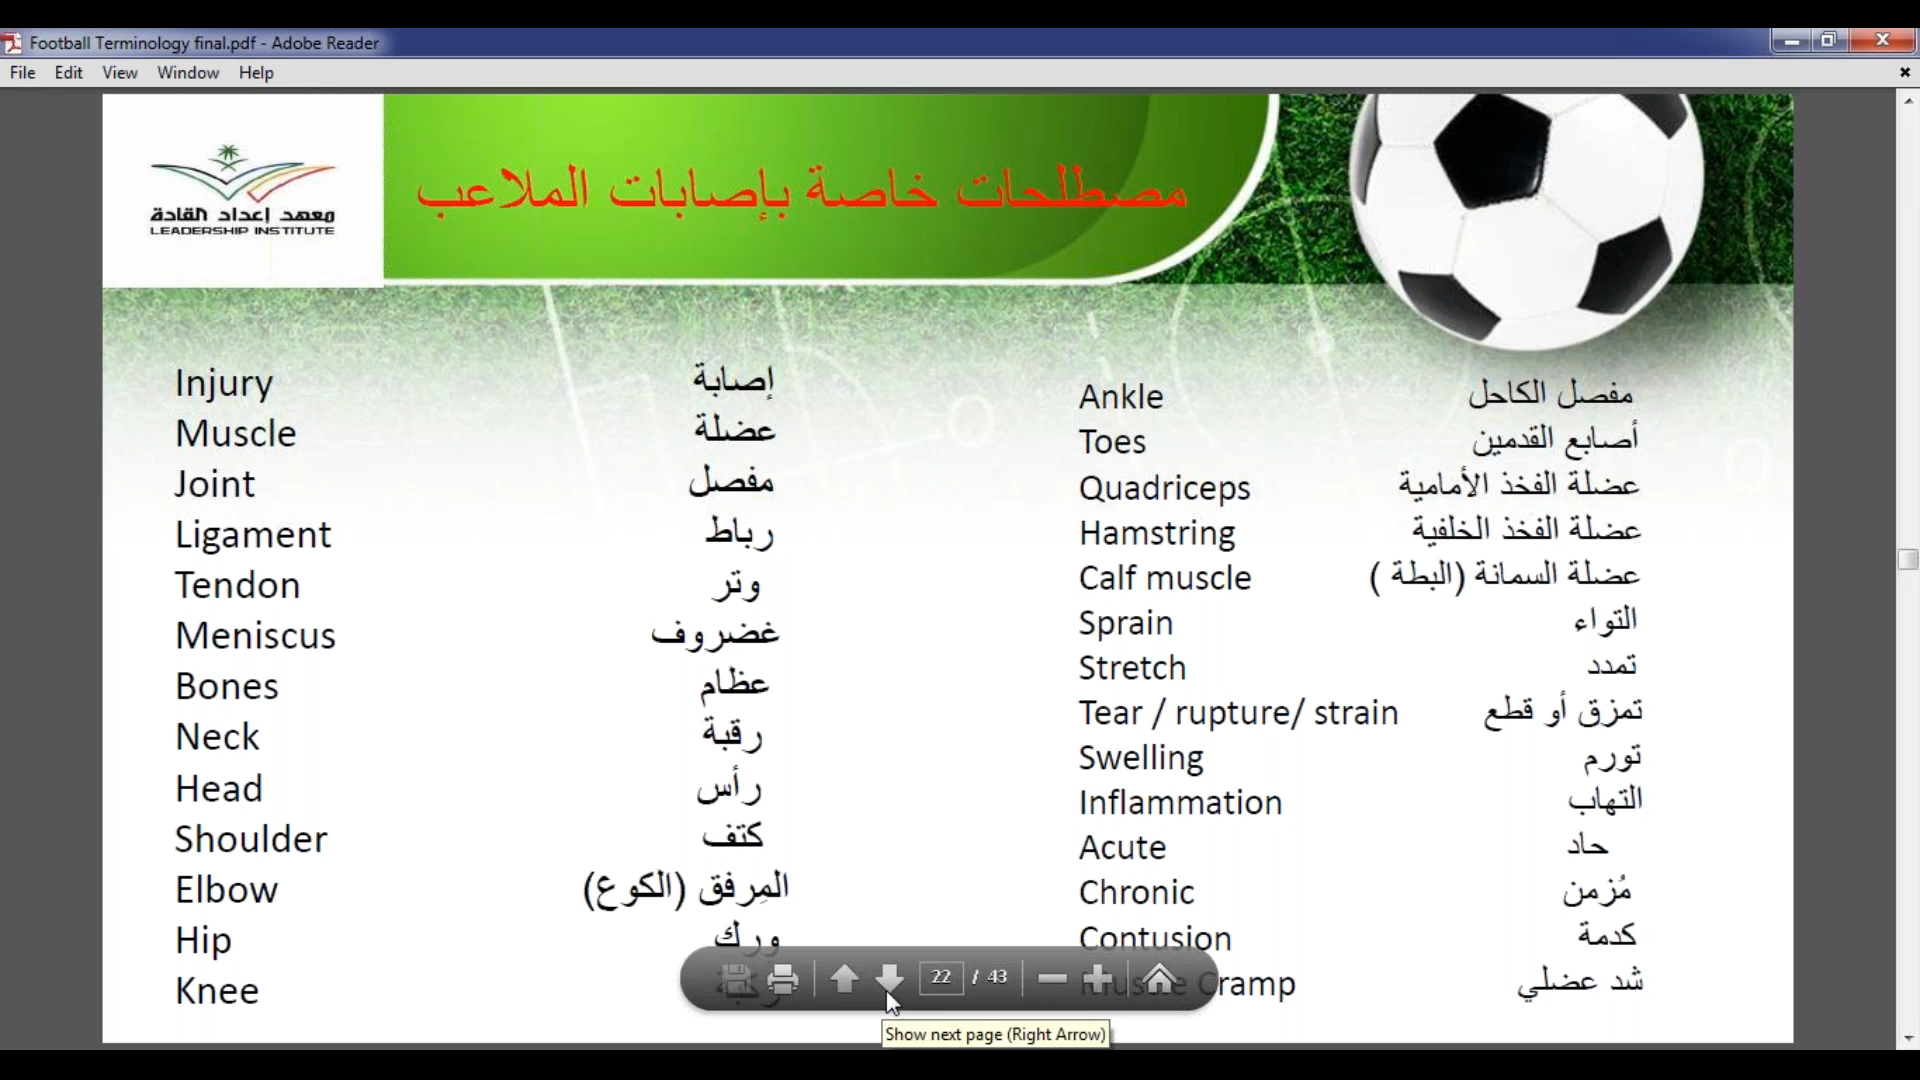 Football Terminology final.pdf - Adobe Reader
File Edit View Window Help
معهد إعداد القادة
LEADERSHIP INSTITUTE
مصطلحات خاصة بإصابات الملاعب
Injury إصابة
Muscle عضلة
Joint مفصل
Ligament رباط
Tendon وتر
Meniscus غضروف
Bones عظام
Neck رقبة
Head رأس
Shoulder كتف
Elbow المِرفق (الكوع)
Hip ورك
Knee
Ankle مفصل الكاحل
Toes أصابع القدمين
Quadriceps عضلة الفخذ الأمامية
Hamstring عضلة الفخذ الخلفية
Calf muscle عضلة السمانة (البطة )
Sprain التواء
Stretch تمدد
Tear / rupture/ strain تمزق أو قطع
Swelling تورم
Inflammation التهاب
Acute حاد
Chronic مُزمن
Contusion كدمة
Muscle Cramp شد عضلي
22 / 43
Show next page (Right Arrow)